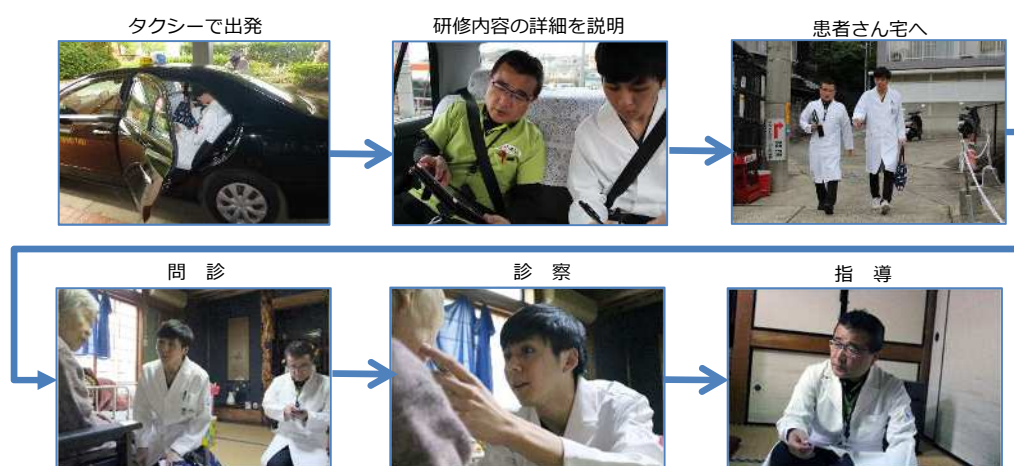 タクシーで出発
研修内容の詳細を説明
患者さん宅へ
問　診
診　察
指　導